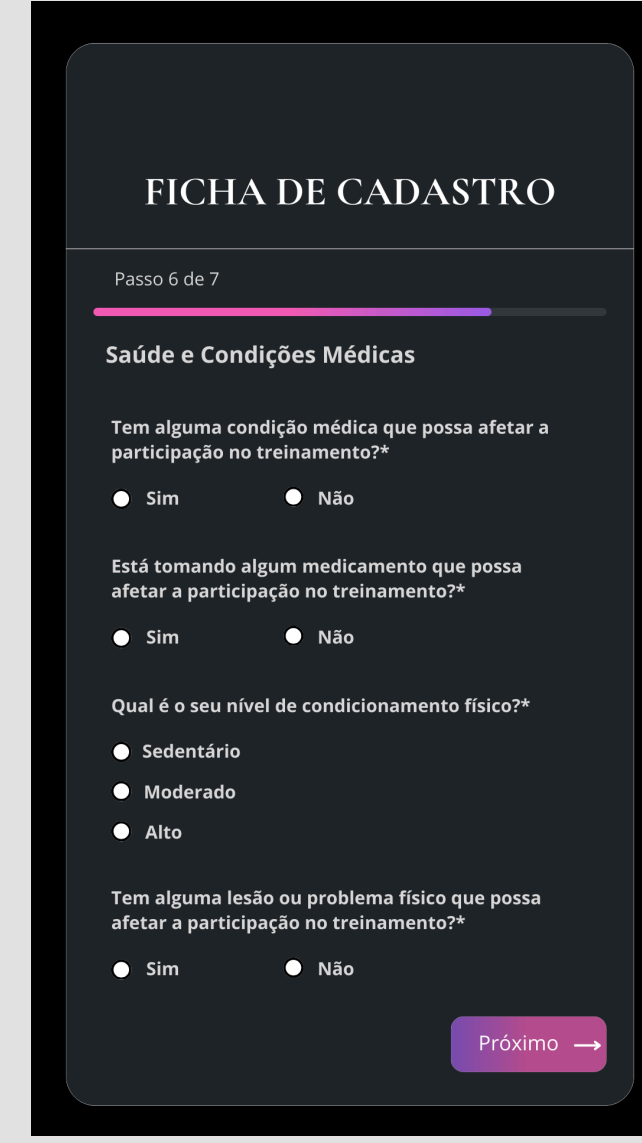 FICHA DE CADASTRO
Passo 6 de 7
Saúde e Condições Médicas
Tem alguma condição médica que possa afetar a
participação no treinamento?*
Sim Não
Está tomando algum medicamento que possa
afetar a participação no treinamento?*
Sim Não
Qual é o seu nível de condicionamento físico?*
Sedentário
Moderado
Alto
Tem alguma lesão ou problema físico que possa
afetar a participação no treinamento?*
Sim Não
Próximo →